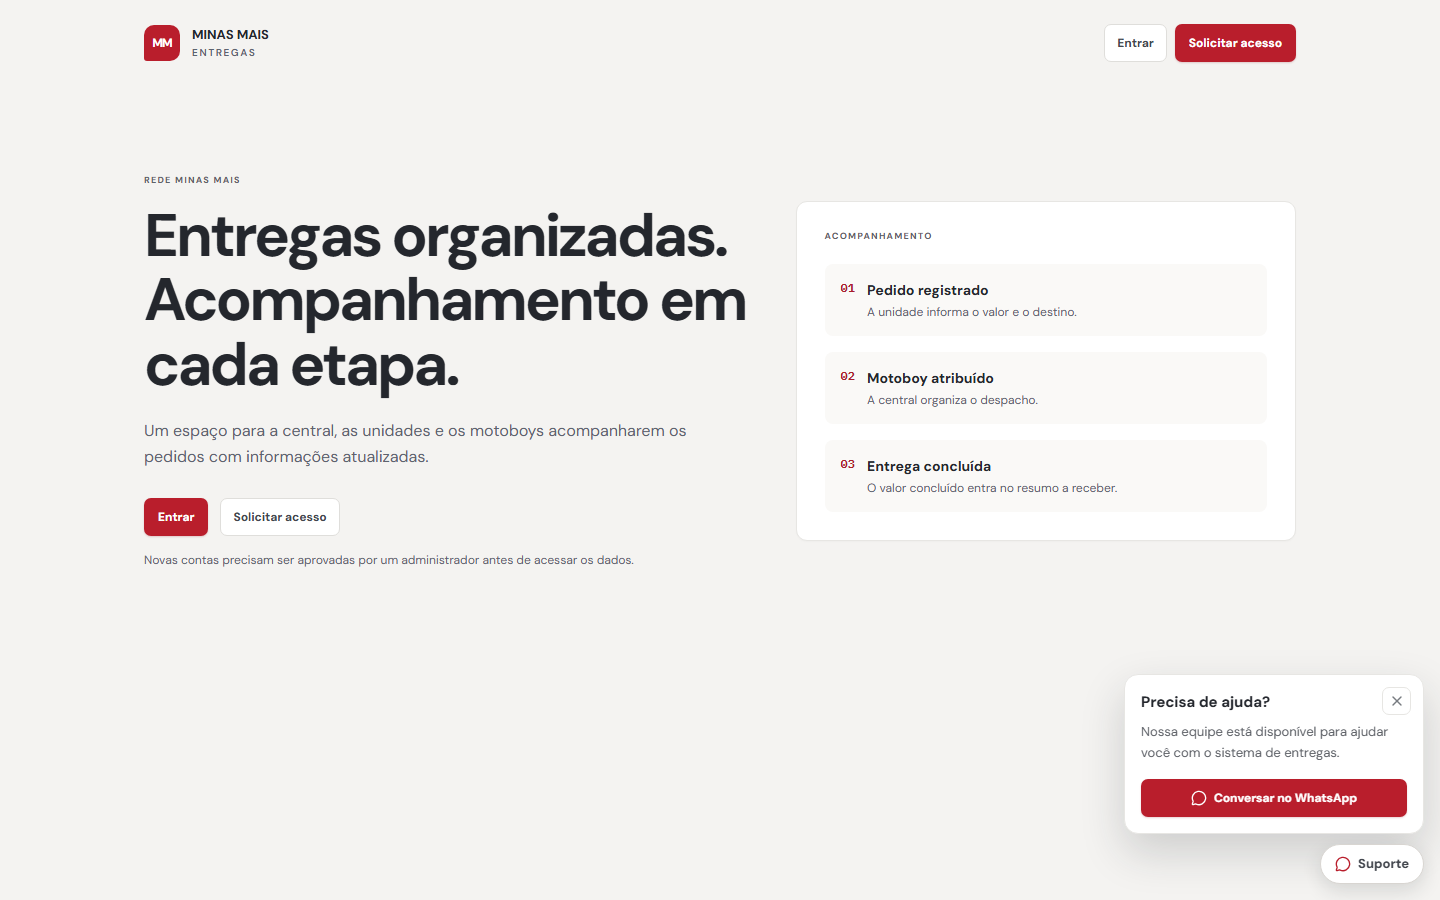 MM
MINAS MAIS
ENTREGAS
Entrar
Solicitar acesso
REDE MINAS MAIS
Entregas organizadas.
Acompanhamento em
cada etapa.
Um espaço para a central, as unidades e os motoboys acompanharem os
pedidos com informações atualizadas.
Entrar
Solicitar acesso
Novas contas precisam ser aprovadas por um administrador antes de acessar os dados.
ACOMPANHAMENTO
01 Pedido registrado
A unidade informa o valor e o destino.
02 Motoboy atribuído
A central organiza o despacho.
03 Entrega concluída
O valor concluído entra no resumo a receber.
Precisa de ajuda?
Nossa equipe está disponível para ajudar
você com o sistema de entregas.
Conversar no WhatsApp
Suporte